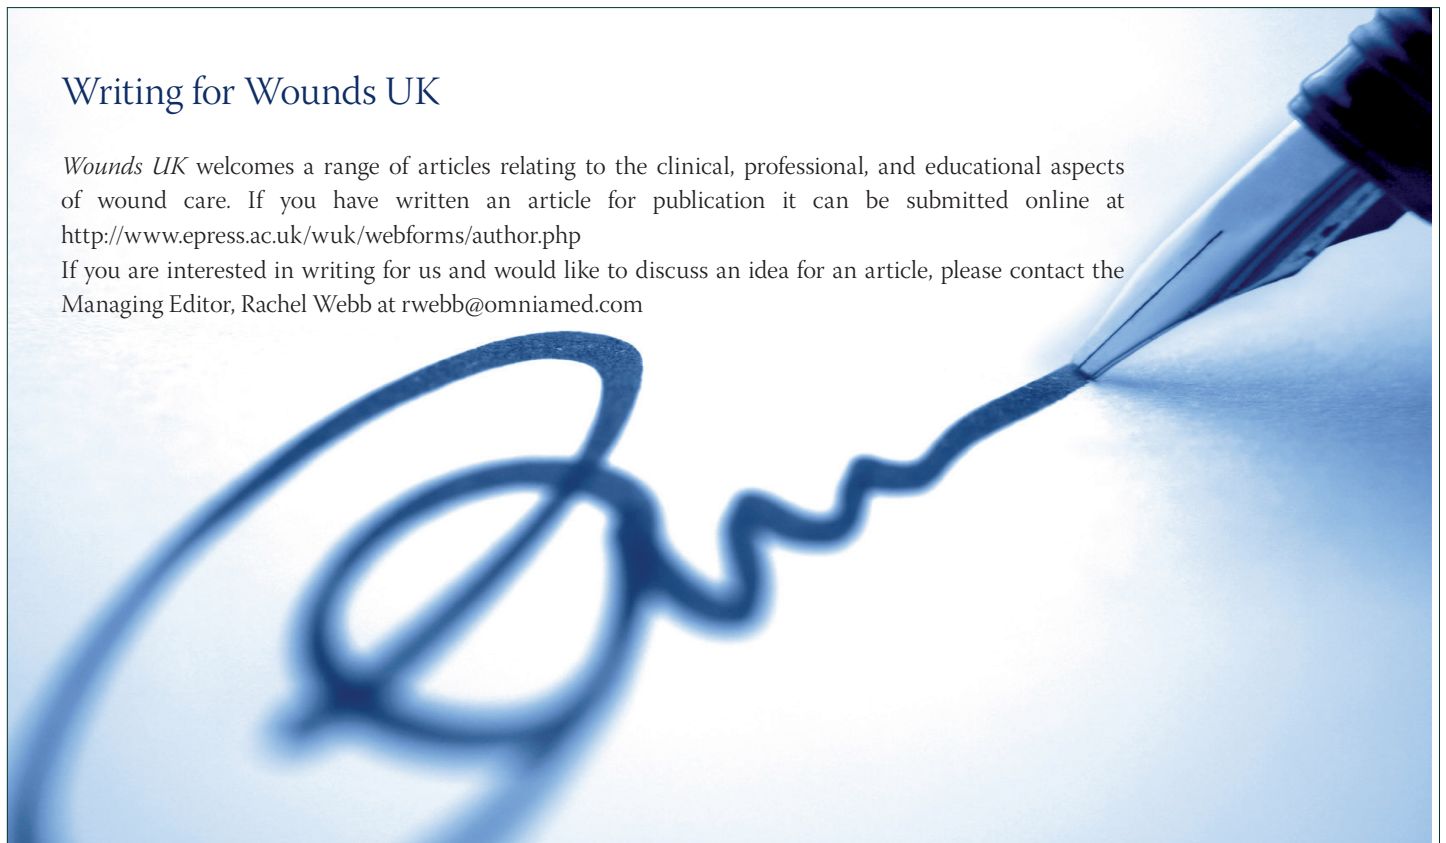 Writing for Wounds UK
Wounds UK welcomes a range of articles relating to the clinical, professional, and educational aspects
of wound care. If you have written an article for publication it can be submitted online at
http://www.epress.ac.uk/wuk/webforms/author.php
If you are interested in writing for us and would like to discuss an idea for an article, please contact the
Managing Editor, Rachel Webb at rwebb@omniamed.com